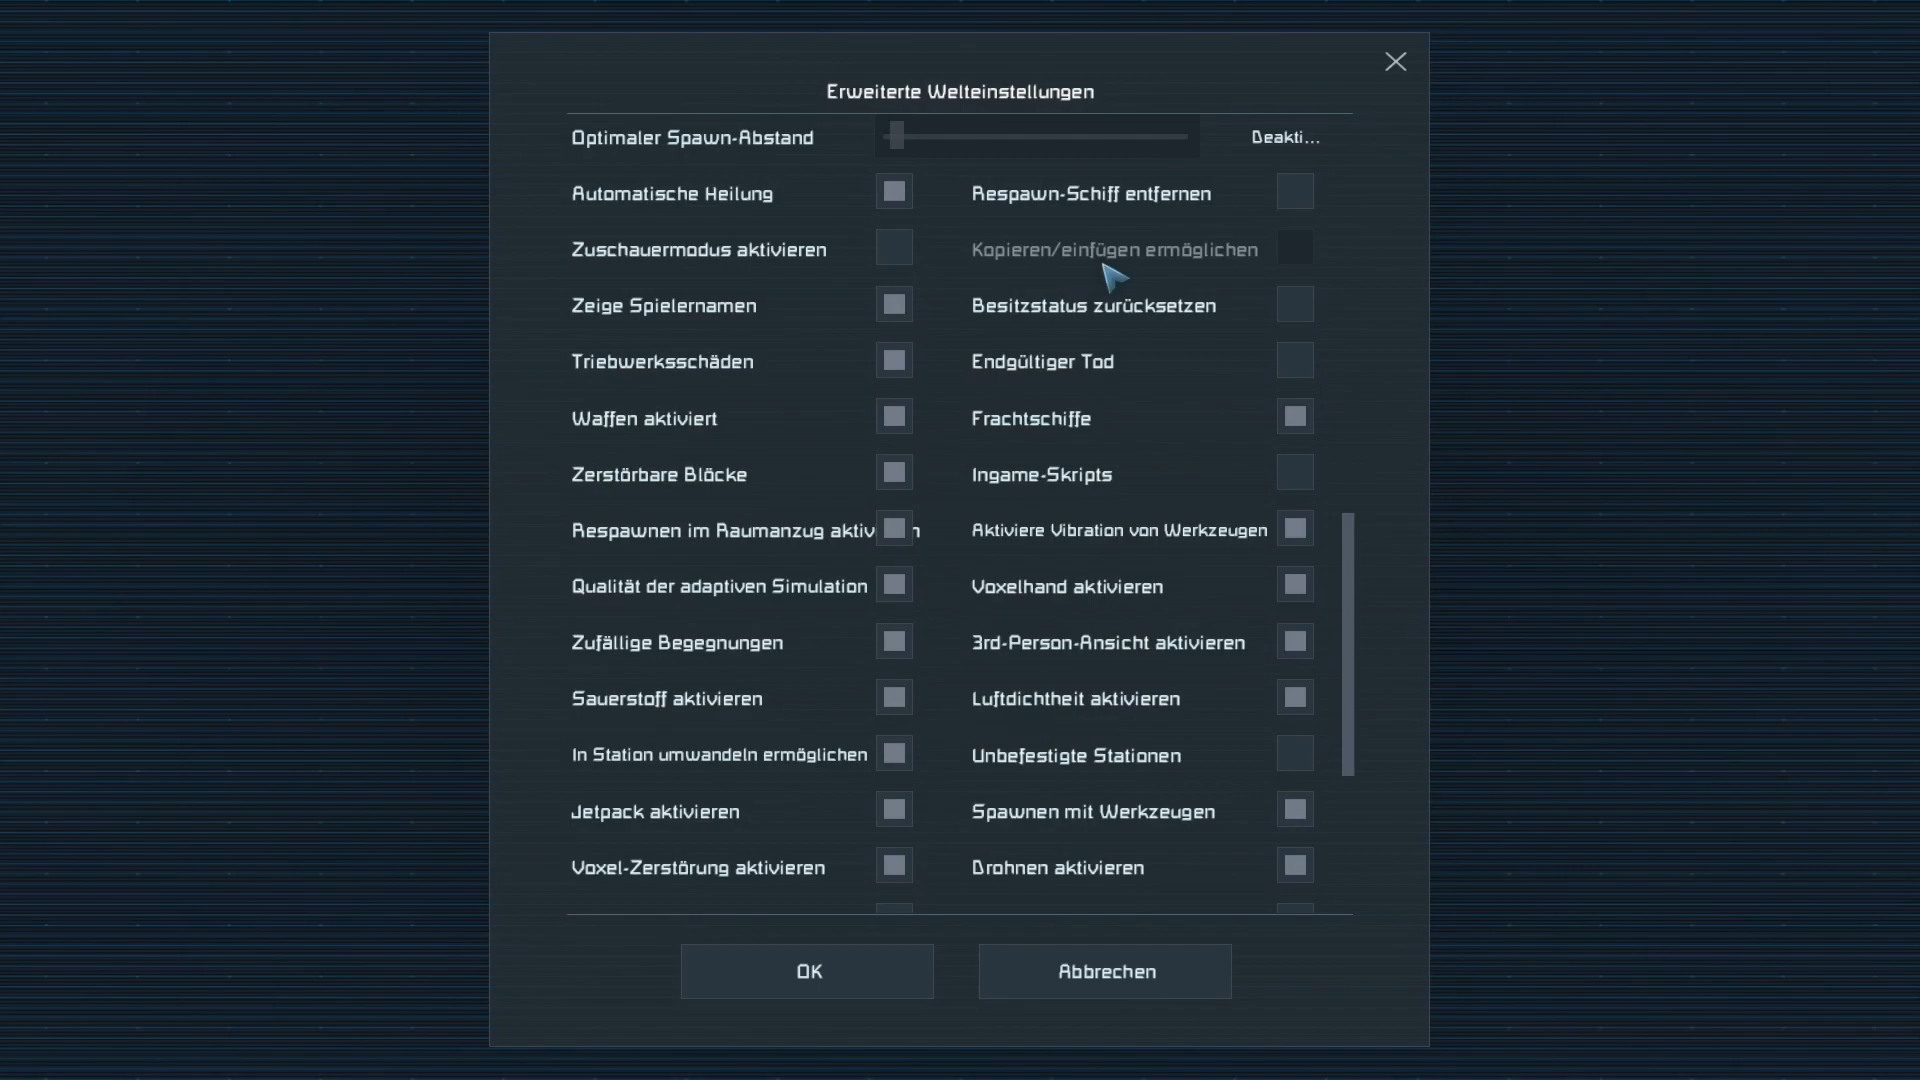 Erweiterte Welteinstellungen
Optimaler Spawn-Abstand Deakti...
Automatische Heilung Respawn-Schiff entfernen
Zuschauermodus aktivieren Kopieren/einfügen ermöglichen
Zeige Spielernamen Besitzstatus zurücksetzen
Triebwerksschäden Endgültiger Tod
Waffen aktiviert Frachtschiffe
Zerstörbare Blöcke Ingame-Skripts
Respawnen im Raumanzug Aktiviere Vibration von Werkzeugen
Qualität der adaptiven Simulation Voxelhand aktivieren
Zufällige Begegnungen 3rd-Person-Ansicht aktivieren
Sauerstoff aktivieren Luftdichtheit aktivieren
In Station umwandeln ermöglichen Unbefestigte Stationen
Jetpack aktivieren Spawnen mit Werkzeugen
Voxel-Zerstörung aktivieren Drohnen aktivieren
OK Abbrechen